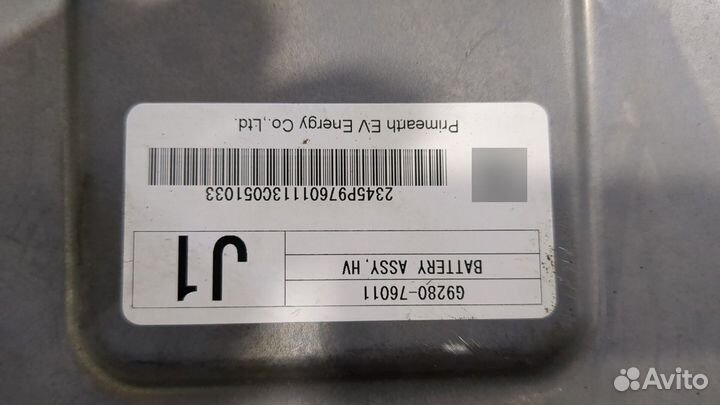 G9280-76011
BATTERY ASSY, HV
J1
2345P97601113C051033
Primearth EV Energy Co.,Ltd.
Avito